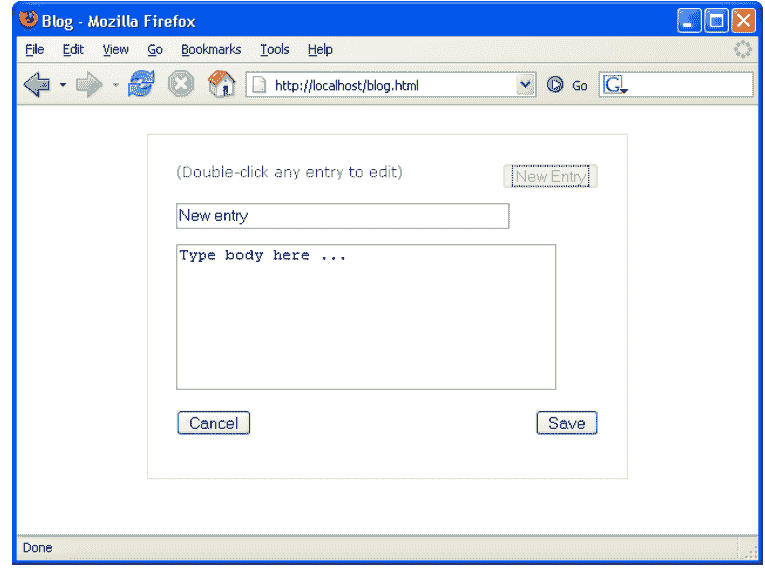 Blog - Mozilla Firefox
File Edit View Go Bookmarks Tools Help
http://localhost/blog.html Go G
(Double-click any entry to edit) New Entry
New entry
Type body here ...
Cancel Save
Done